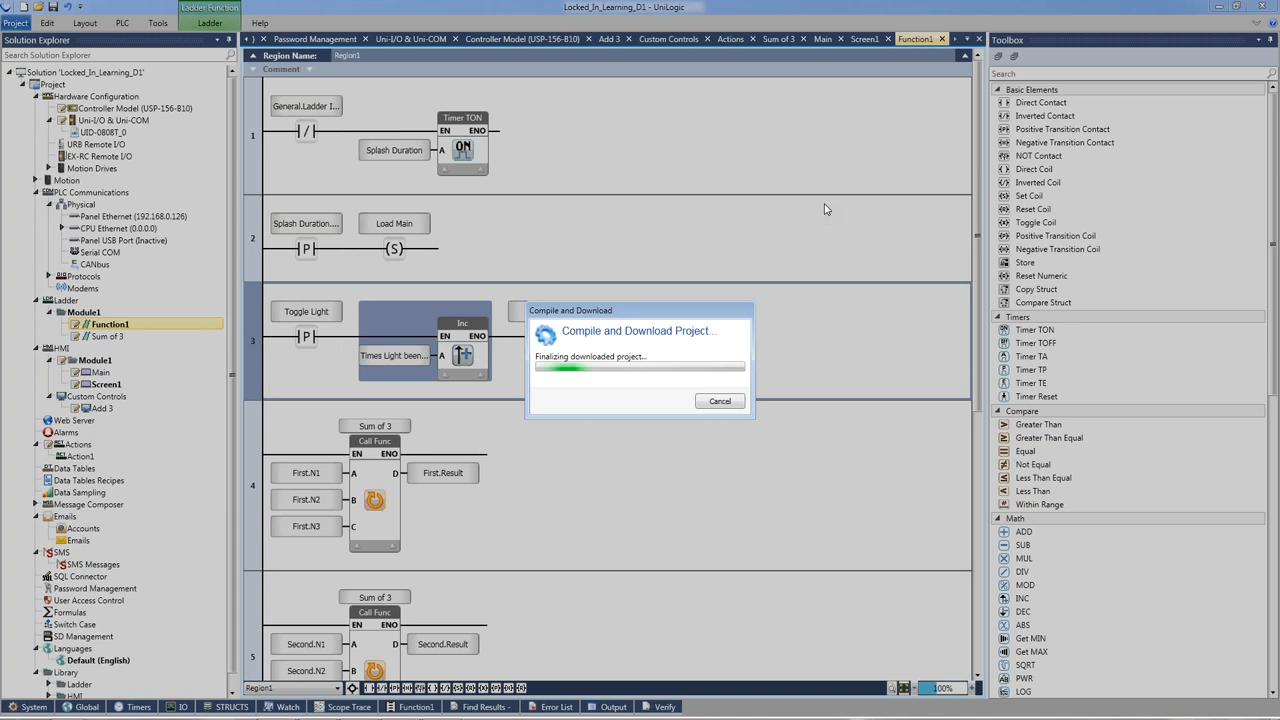 Ladder Function
Locked_In_Learning_D1 - UniLogic
Project Edit Layout PLC Tools Ladder Help
Solution Explorer
Search Solution Explorer
Solution 'Locked_In_Learning_D1'
Project
Hardware Configuration
Controller Model (USP-156-B10)
Uni-I/O & Uni-COM
UID-0808T_0
URB Remote I/O
EX-RC Remote I/O
Motion Drives
Motion
PLC Communications
Physical
Panel Ethernet (192.168.0.126)
CPU Ethernet (0.0.0.0)
Panel USB Port (Inactive)
Serial COM
CANbus
Protocols
Modems
Ladder
Module1
Function1
Sum of 3
HMI
Module1
Main
Screen1
Custom Controls
Add 3
Web Server
Alarms
Actions
Action1
Data Tables
Data Tables Recipes
Data Sampling
Message Composer
Emails
Accounts
Emails
SMS
SMS Messages
SQL Connector
Password Management
User Access Control
Formulas
Switch Case
SD Management
Languages
Default (English)
Library
Ladder
HMI
Password Management Uni-I/O & Uni-COM Controller Model (USP-156-B10) Add 3 Custom Controls Actions Sum of 3 Main Screen1 Function1
Region Name: Region1
Comment
1
General.Ladder I...
Timer TON
EN ENO
Splash Duration A
ON
2
Splash Duration.... Load Main
P
S
3
Toggle Light
P
Inc
EN ENO
Times Light been... A
Compile and Download
Compile and Download Project...
Finalizing downloaded project...
Cancel
4
Sum of 3
Call Func
EN ENO
First.N1 A D First.Result
First.N2 B
First.N3 C
5
Sum of 3
Call Func
EN ENO
Second.N1 A D Second.Result
Second.N2 B
Region1
100%
Toolbox
Search
Basic Elements
Direct Contact
Inverted Contact
Positive Transition Contact
Negative Transition Contact
NOT Contact
Direct Coil
Inverted Coil
Set Coil
Reset Coil
Toggle Coil
Positive Transition Coil
Negative Transition Coil
Store
Reset Numeric
Copy Struct
Compare Struct
Timers
Timer TON
Timer TOFF
Timer TA
Timer TP
Timer TE
Timer Reset
Compare
Greater Than
Greater Than Equal
Equal
Not Equal
Less Than Equal
Less Than
Within Range
Math
ADD
SUB
MUL
DIV
MOD
INC
DEC
ABS
Get MIN
Get MAX
SQRT
PWR
LOG
System Global Timers IO STRUCTS Watch Scope Trace Function1 Find Results - Error List Output Verify